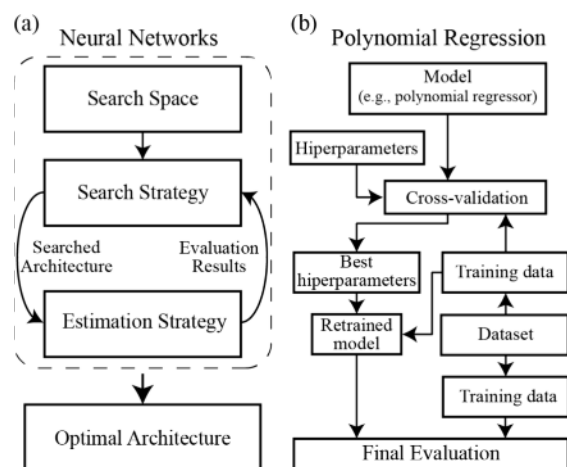 (a)
Neural Networks
Search Space
Search Strategy
Searched
Architecture
Evaluation
Results
Estimation Strategy
Optimal Architecture
(b)
Polynomial Regression
Model
(e.g., polynomial regressor)
Hiperparameters
Cross-validation
Best
hiperparameters
Training data
Retrained
model
Dataset
Training data
Final Evaluation